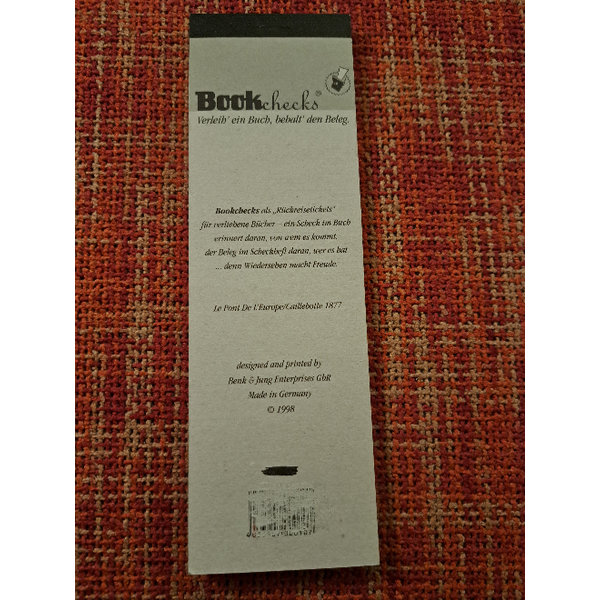 Bookchecks®
Verleih' ein Buch, behalt' den Beleg.
Bookchecks als „Rückreisetickets"
für verliehene Bücher – ein Scheck im Buch
erinnert daran, von wem es kommt,
der Beleg im Scheckheft daran, wer es hat
... denn Wiedersehen macht Freude.
Le Pont De L'Europe/Caillebotte 1877
designed and printed by
Benk & Jung Enterprises GbR
Made in Germany
© 1998